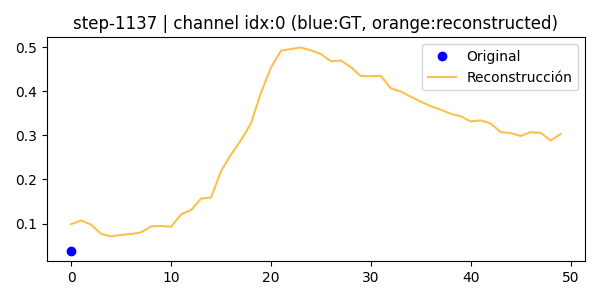 step-1137 | channel idx:0 (blue:GT, orange:reconstructed)
Original
Reconstrucción
0.5
0.4
0.3
0.2
0.1
0 10 20 30 40 50